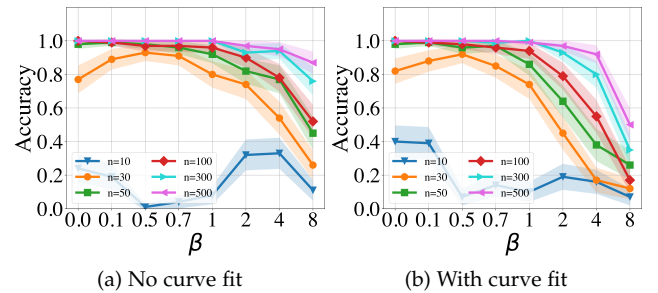 Accuracy
1.0
0.8
0.6
0.4
0.2
0.0
n=10
n=30
n=50
n=100
n=300
n=500
0.0 0.1 0.5 0.7 1 2 4 8
β
(a) No curve fit
Accuracy
1.0
0.8
0.6
0.4
0.2
0.0
n=10
n=30
n=50
n=100
n=300
n=500
0.0 0.1 0.5 0.7 1 2 4 8
β
(b) With curve fit